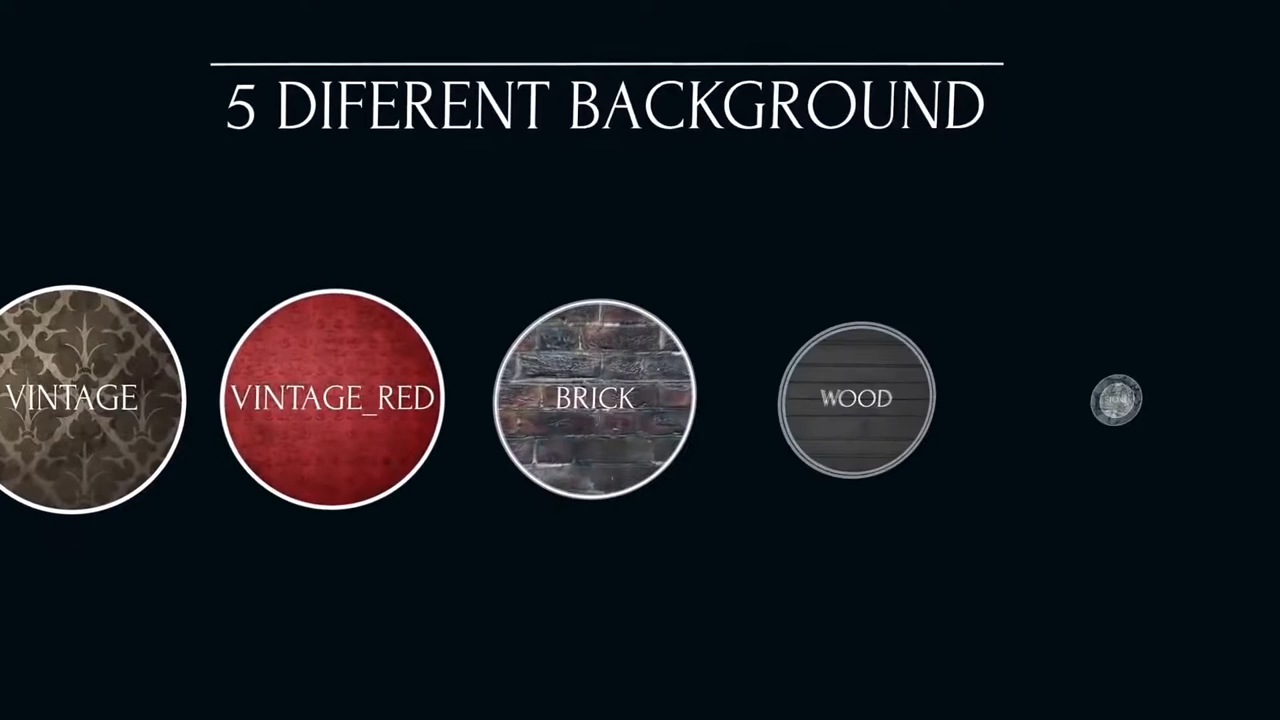 5 DIFERENT BACKGROUND
VINTAGE
VINTAGE_RED
BRICK
WOOD